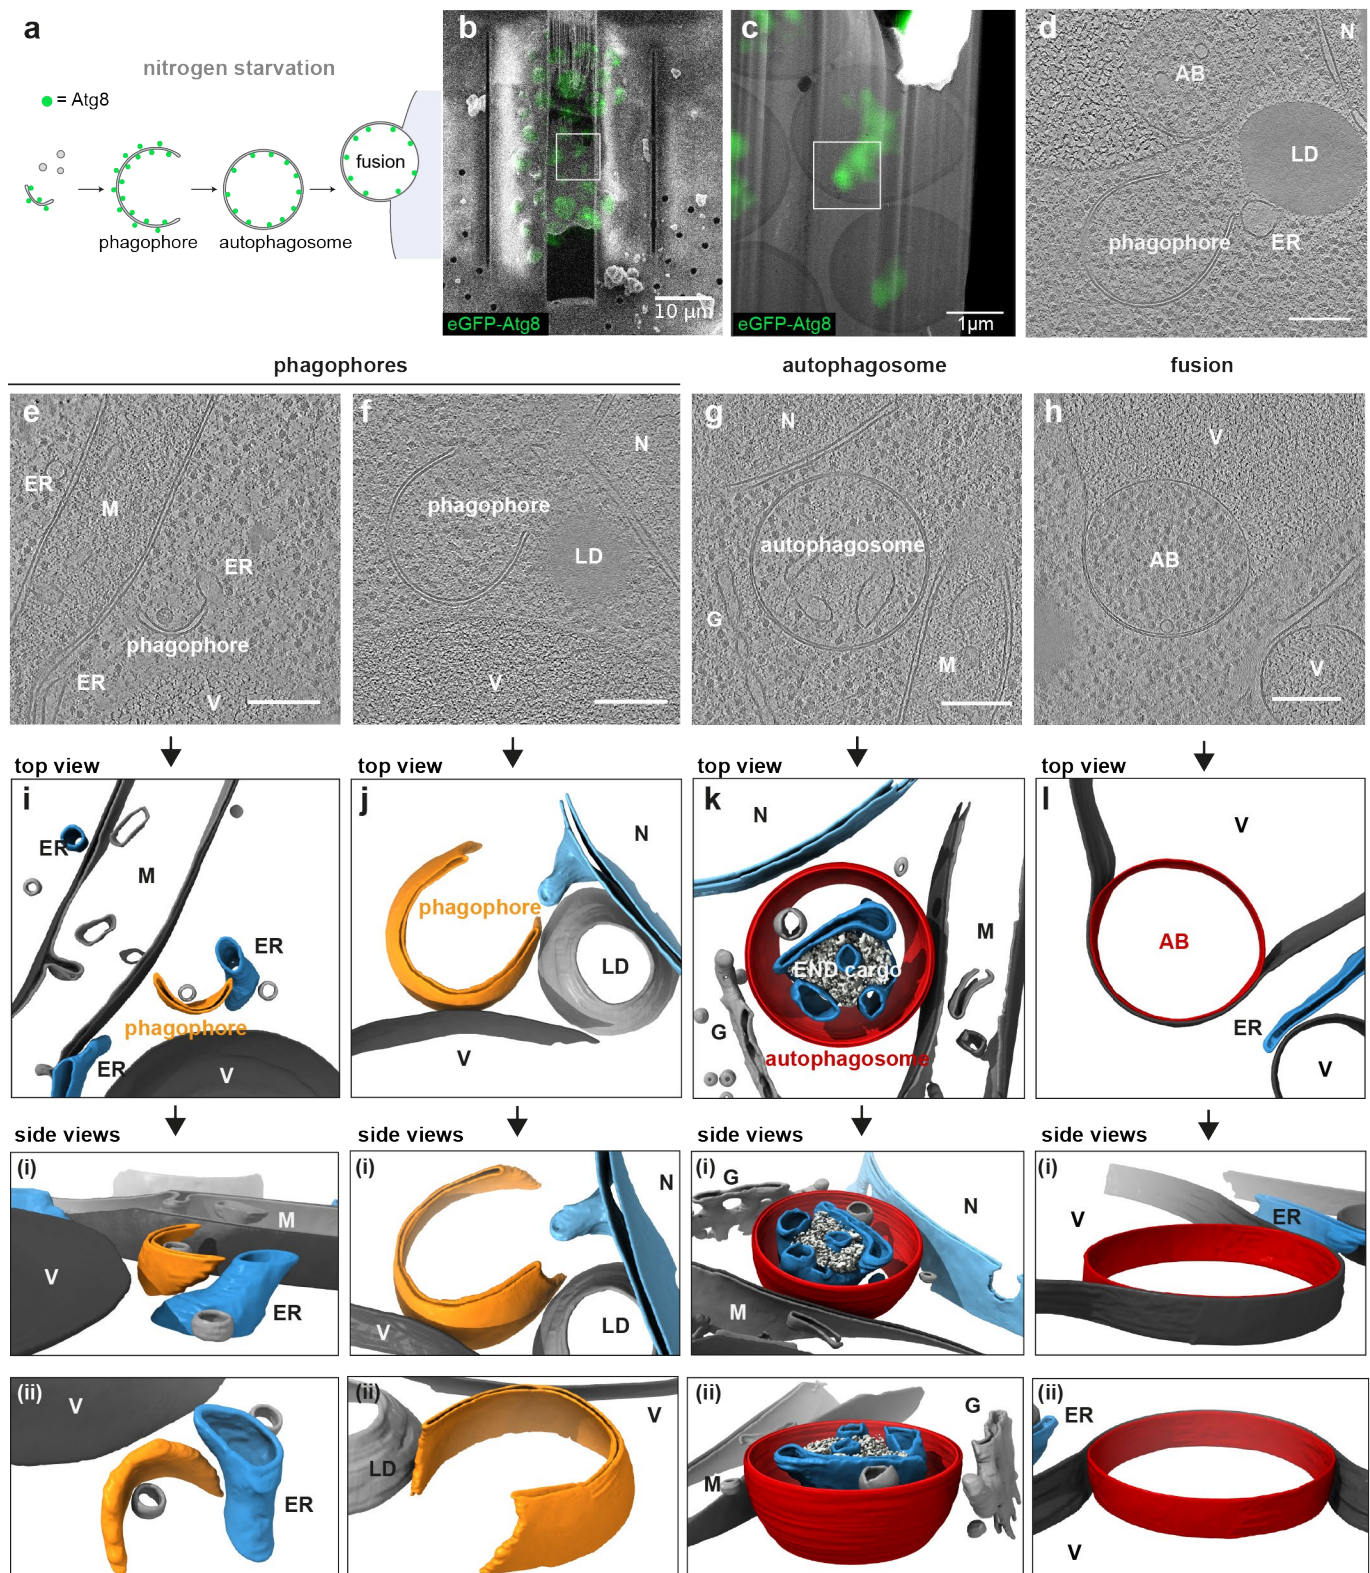 a
nitrogen starvation
= Atg8
fusion
phagophore
autophagosome
b
10 µm
eGFP-Atg8
c
1µm
eGFP-Atg8
d
N
AB
LD
phagophore
ER
phagophores
autophagosome
fusion
e
ER
M
ER
phagophore
ER
V
f
N
phagophore
LD
V
g
N
autophagosome
G
M
h
V
AB
V
top view
top view
top view
top view
i
ER
M
ER
phagophore
ER
V
j
N
phagophore
LD
V
k
N
M
END cargo
G
autophagosome
l
V
AB
ER
V
side views
side views
side views
side views
(i)
M
V
ER
(i)
N
V
LD
(i)
G
N
M
(i)
V
ER
(ii)
V
ER
(ii)
V
LD
(ii)
G
M
(ii)
ER
V